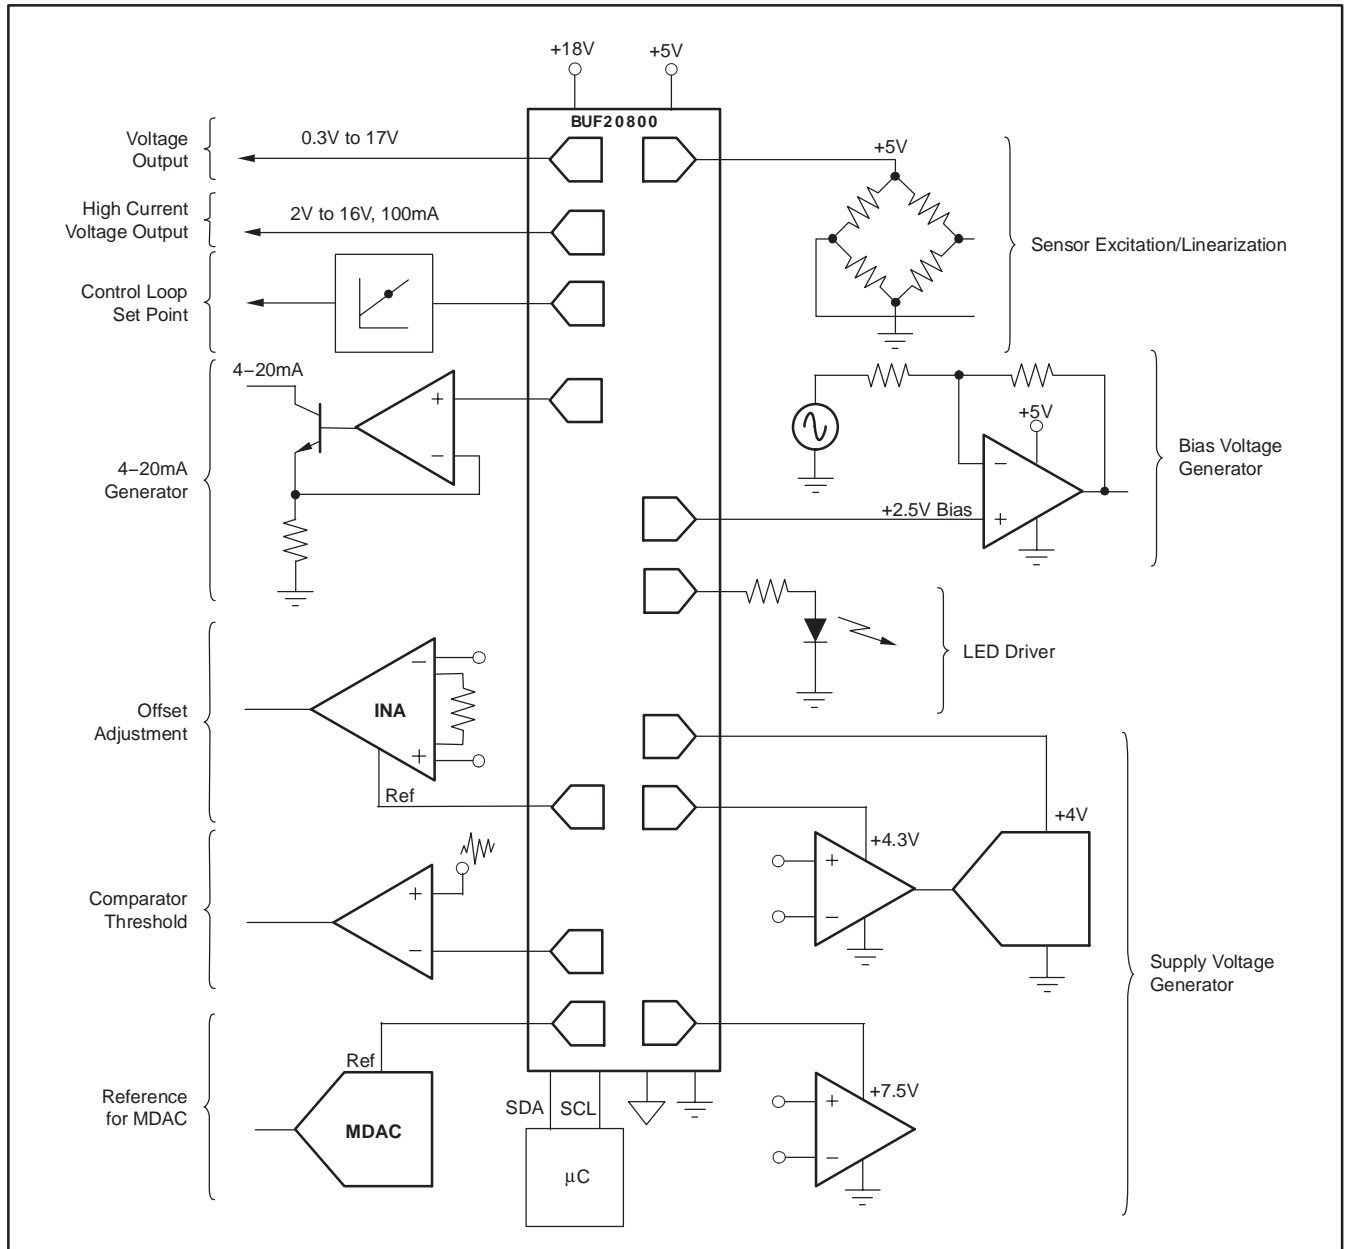 +18V
+5V
BUF20800
Voltage
Output
0.3V to 17V
High Current
Voltage Output
2V to 16V, 100mA
Control Loop
Set Point
4−20mA
+
−
4−20mA
Generator
Offset
Adjustment
−
INA
+
Ref
Comparator
Threshold
+
−
Reference
for MDAC
Ref
MDAC
SDA
SCL
μC
+5V
Sensor Excitation/Linearization
+5V
−
+2.5V Bias
+
Bias Voltage
Generator
LED Driver
+4V
+4.3V
+
−
Supply Voltage
Generator
+7.5V
+
−